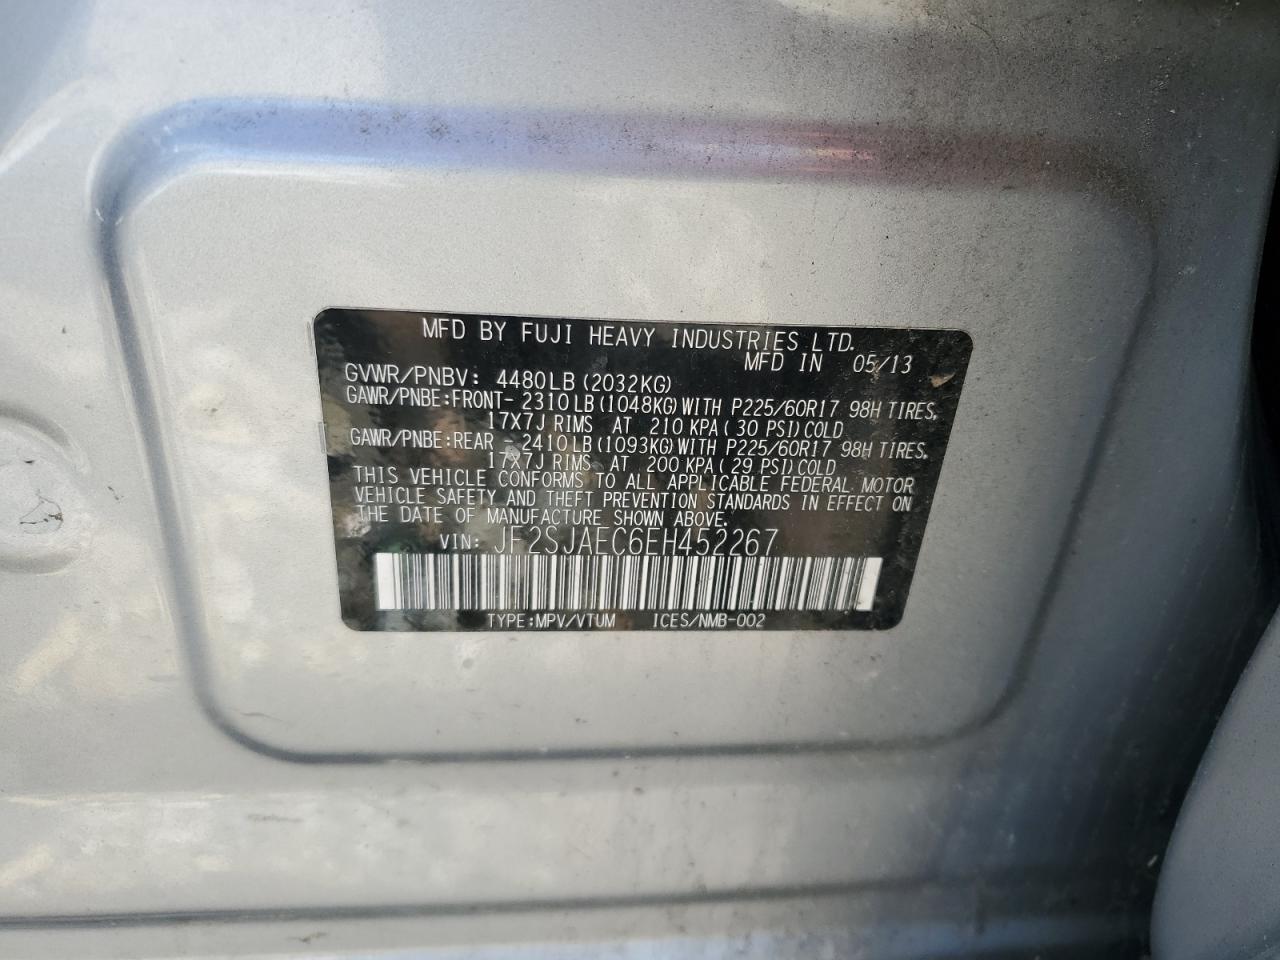 MFD BY FUJI HEAVY INDUSTRIES LTD.
MFD IN 05/13
GVWR/PNBV: 4480LB (2032KG)
GAWR/PNBE:FRONT- 2310LB (1048KG) WITH P225/60R17 98H TIRES,
17X7J RIMS AT 210 KPA ( 30 PSI) COLD
GAWR/PNBE:REAR - 2410LB (1093KG) WITH P225/60R17 98H TIRES,
17X7J RIMS AT 200 KPA ( 29 PSI) COLD
THIS VEHICLE CONFORMS TO ALL APPLICABLE FEDERAL MOTOR
VEHICLE SAFETY AND THEFT PREVENTION STANDARDS IN EFFECT ON
THE DATE OF MANUFACTURE SHOWN ABOVE.
VIN: JF2SJAEC6EH452267
TYPE:MPV/VTUM ICES/NMB-002